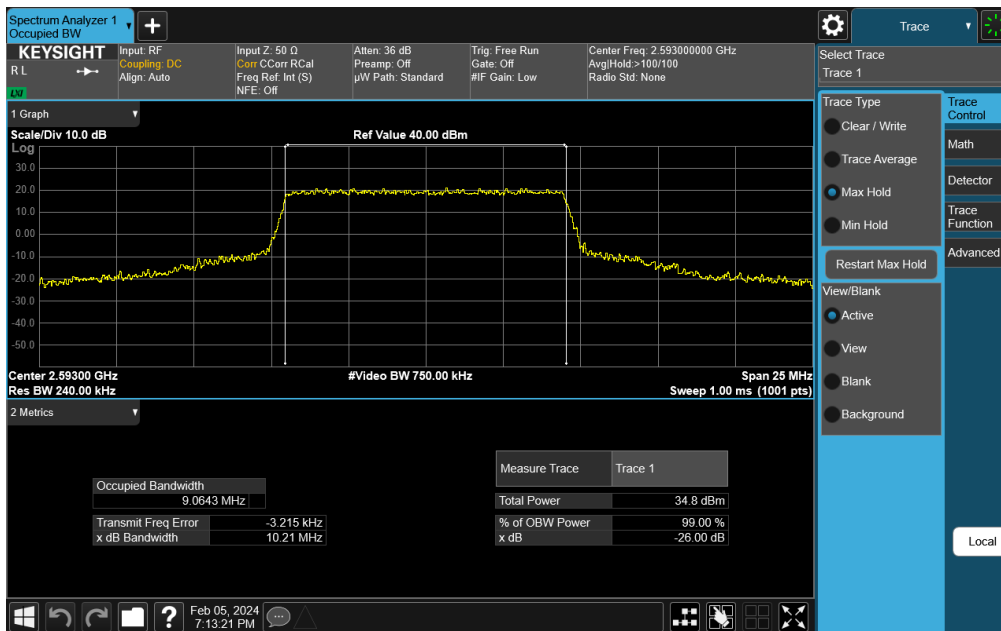 Spectrum Analyzer 1
Occupied BW
Trace
KEYSIGHT
R L
LXI
Input: RF
Coupling: DC
Align: Auto
Input Z: 50 Ω
Corr CCorr RCal
Freq Ref: Int (S)
NFE: Off
Atten: 36 dB
Preamp: Off
µW Path: Standard
Trig: Free Run
Gate: Off
#IF Gain: Low
Center Freq: 2.593000000 GHz
Avg|Hold:>100/100
Radio Std: None
Select Trace
Trace 1
1 Graph
Scale/Div 10.0 dB
Ref Value 40.00 dBm
Log
30.0
20.0
10.0
0.00
-10.0
-20.0
-30.0
-40.0
-50.0
Center 2.59300 GHz
#Video BW 750.00 kHz
Span 25 MHz
Res BW 240.00 kHz
Sweep 1.00 ms (1001 pts)
2 Metrics
Measure Trace Trace 1
Occupied Bandwidth
9.0643 MHz
Total Power 34.8 dBm
Transmit Freq Error -3.215 kHz
% of OBW Power 99.00 %
x dB Bandwidth 10.21 MHz
x dB -26.00 dB
Trace Type
Clear / Write
Trace Average
Max Hold
Min Hold
Restart Max Hold
View/Blank
Active
View
Blank
Background
Trace
Control
Math
Detector
Trace
Function
Advanced
Local
?
Feb 05, 2024
7:13:21 PM